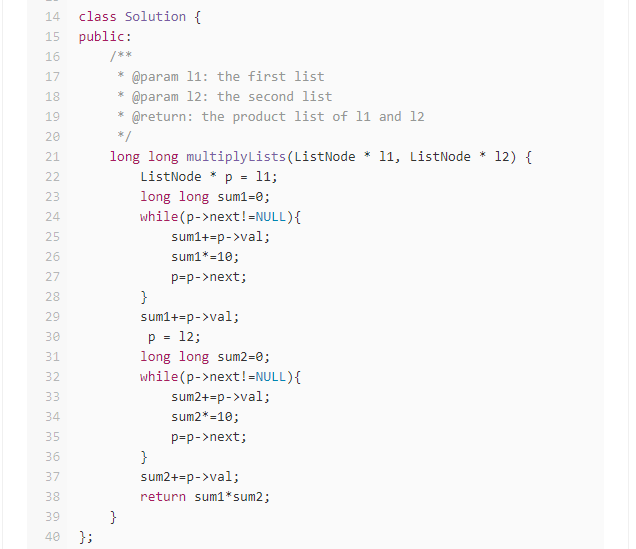 14 class Solution {
15 public:
16     /**
17      * @param l1: the first list
18      * @param l2: the second list
19      * @return: the product list of l1 and l2
20      */
21     long long multiplyLists(ListNode * l1, ListNode * l2) {
22         ListNode * p = l1;
23         long long sum1=0;
24         while(p->next!=NULL){
25             sum1+=p->val;
26             sum1*=10;
27             p=p->next;
28         }
29         sum1+=p->val;
30          p = l2;
31         long long sum2=0;
32         while(p->next!=NULL){
33             sum2+=p->val;
34             sum2*=10;
35             p=p->next;
36         }
37         sum2+=p->val;
38         return sum1*sum2;
39     }
40 };